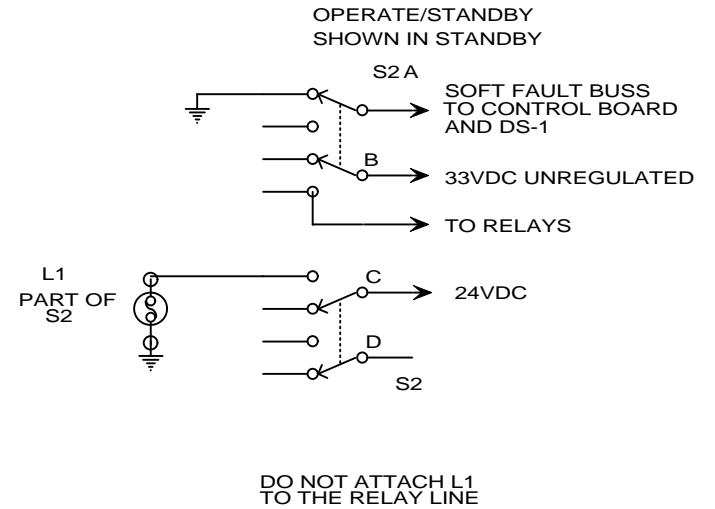 OPERATE/STANDBY
SHOWN IN STANDBY
S2 A
SOFT FAULT BUSS
TO CONTROL BOARD
AND DS-1
B
33VDC UNREGULATED
TO RELAYS
L1
PART OF
S2
C
24VDC
D
S2
DO NOT ATTACH L1
TO THE RELAY LINE